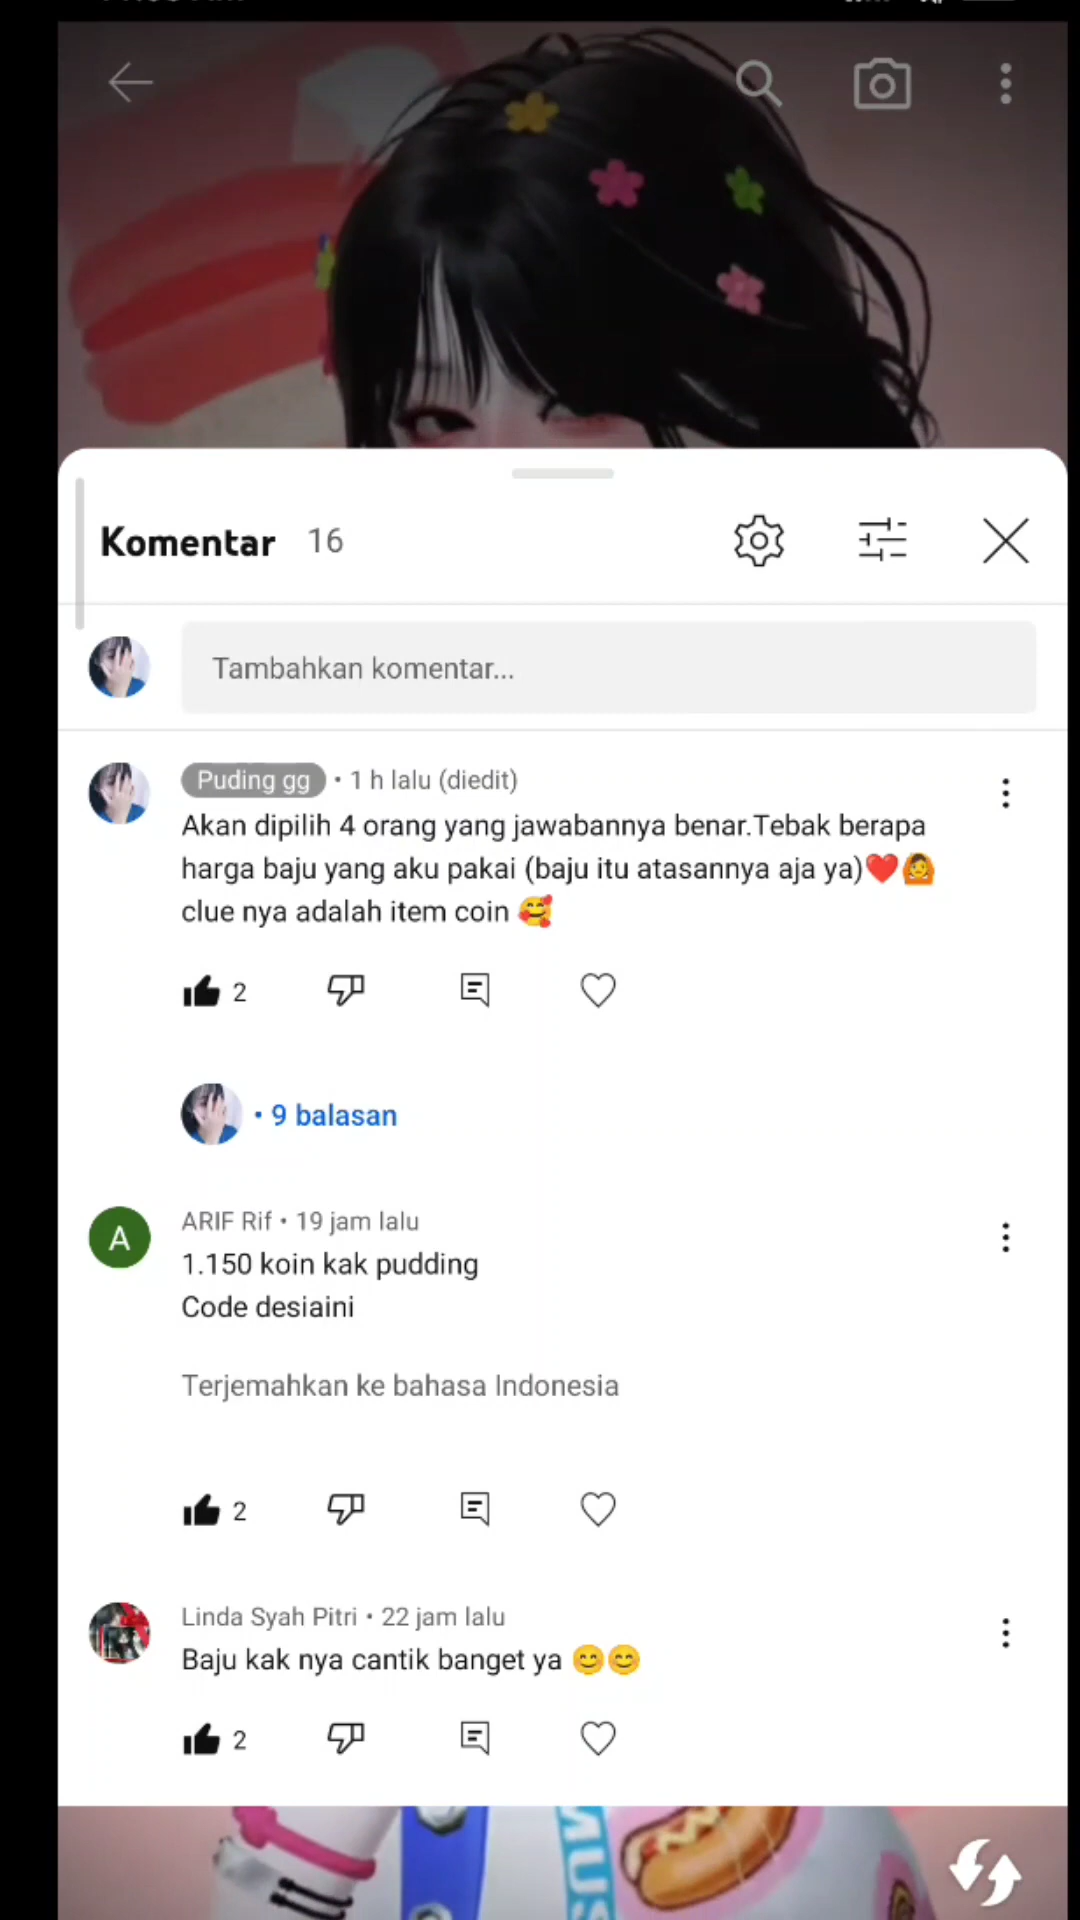 Komentar 16
Tambahkan komentar...
Puding gg • 1 h lalu (diedit)
Akan dipilih 4 orang yang jawabannya benar.Tebak berapa
harga baju yang aku pakai (baju itu atasannya aja ya)❤️🙆
clue nya adalah item coin 🥰
2
• 9 balasan
A
ARIF Rif • 19 jam lalu
1.150 koin kak pudding
Code desiaini
Terjemahkan ke bahasa Indonesia
2
Linda Syah Pitri • 22 jam lalu
Baju kak nya cantik banget ya 😊😊
2